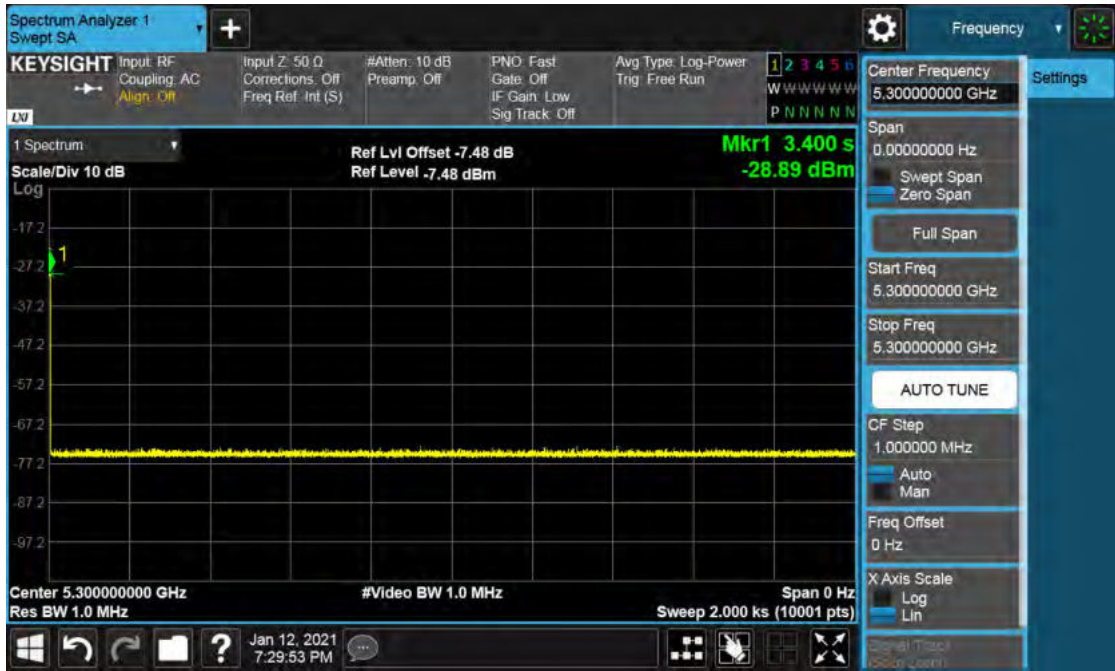 Spectrum Analyzer 1
Swept SA
+
Frequency
KEYSIGHT
Input: RF
Coupling: AC
Align: Off
Input Z: 50 Ω
Corrections: Off
Freq Ref: Int (S)
#Atten: 10 dB
Preamp: Off
PNO: Fast
Gate: Off
IF Gain: Low
Sig Track: Off
Avg Type: Log-Power
Trig: Free Run
1 2 3 4 5 6
W W W W W W
P N N N N N
LXI
Center Frequency
5.300000000 GHz
Settings
Span
0.00000000 Hz
Swept Span
Zero Span
Full Span
Start Freq
5.300000000 GHz
Stop Freq
5.300000000 GHz
AUTO TUNE
CF Step
1.000000 MHz
Auto
Man
Freq Offset
0 Hz
X Axis Scale
Log
Lin
Signal Track
(Span Zoom)
1 Spectrum
Scale/Div 10 dB
Log
Ref Lvl Offset -7.48 dB
Ref Level -7.48 dBm
Mkr1 3.400 s
-28.89 dBm
1
-17.2
-27.2
-37.2
-47.2
-57.2
-67.2
-77.2
-87.2
-97.2
Center 5.300000000 GHz
Res BW 1.0 MHz
#Video BW 1.0 MHz
Span 0 Hz
Sweep 2.000 ks (10001 pts)
?
Jan 12, 2021
7:29:53 PM